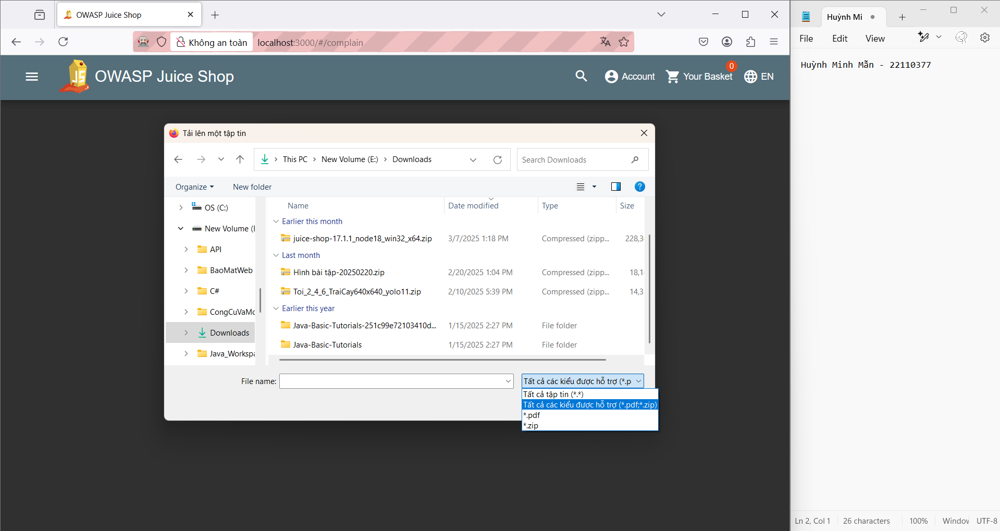 OWASP Juice Shop
Không an toàn
localhost:3000/#/complain
OWASP Juice Shop
Account
0
Your Basket
EN
Tải lên một tập tin
This PC > New Volume (E:) > Downloads
Search Downloads
Organize
New folder
OS (C:)
New Volume (E
API
BaoMatWeb
C#
CongCuVaMo
Downloads
Java_Workspa
Name Date modified Type Size
Earlier this month
juice-shop-17.1.1_node18_win32_x64.zip 3/7/2025 1:18 PM Compressed (zipp... 228,3
Last month
Hình bài tập-20250220.zip 2/20/2025 1:04 PM Compressed (zipp... 18,1
Toi_2_4_6_TraiCay640x640_yolo11.zip 2/10/2025 5:39 PM Compressed (zipp... 14,3
Earlier this year
Java-Basic-Tutorials-251c99e72103410d... 1/15/2025 2:27 PM File folder
Java-Basic-Tutorials 1/15/2025 2:27 PM File folder
File name:
Tất cả các kiểu được hỗ trợ (*.p
Tất cả tập tin (*.*)
Tất cả các kiểu được hỗ trợ (*.pdf;*.zip)
*.pdf
*.zip
Huỳnh Mi
File Edit View
Huỳnh Minh Mẫn - 22110377
Ln 2, Col 1 26 characters 100% Window UTF-8